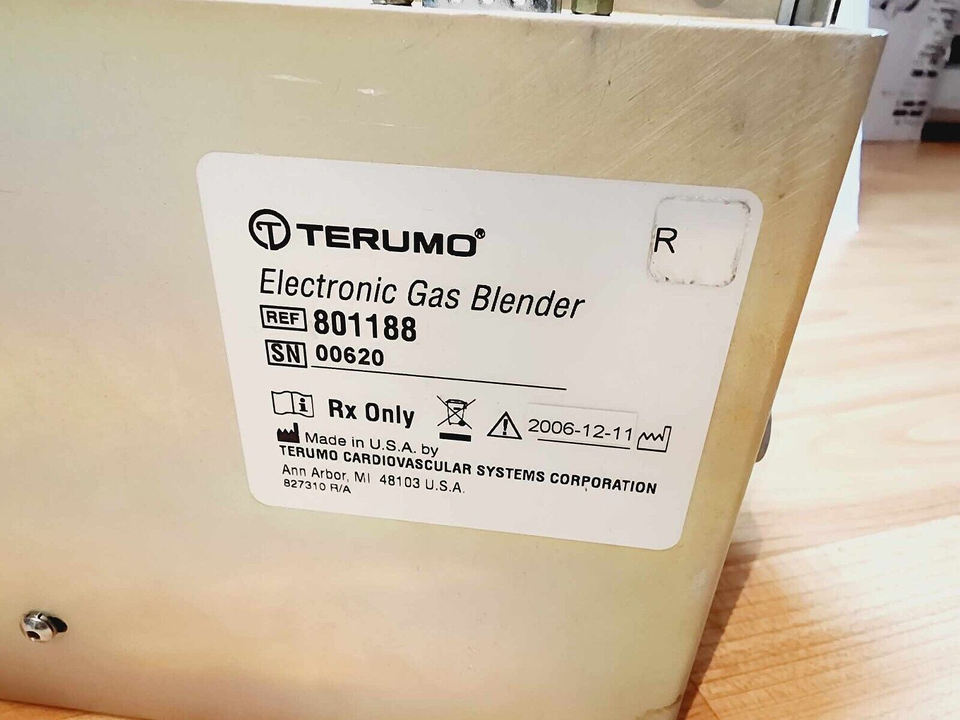 TERUMO®
R
Electronic Gas Blender
REF 801188
SN 00620
Rx Only
2006-12-11
Made in U.S.A. by
TERUMO CARDIOVASCULAR SYSTEMS CORPORATION
Ann Arbor, MI 48103 U.S.A.
827310 R/A